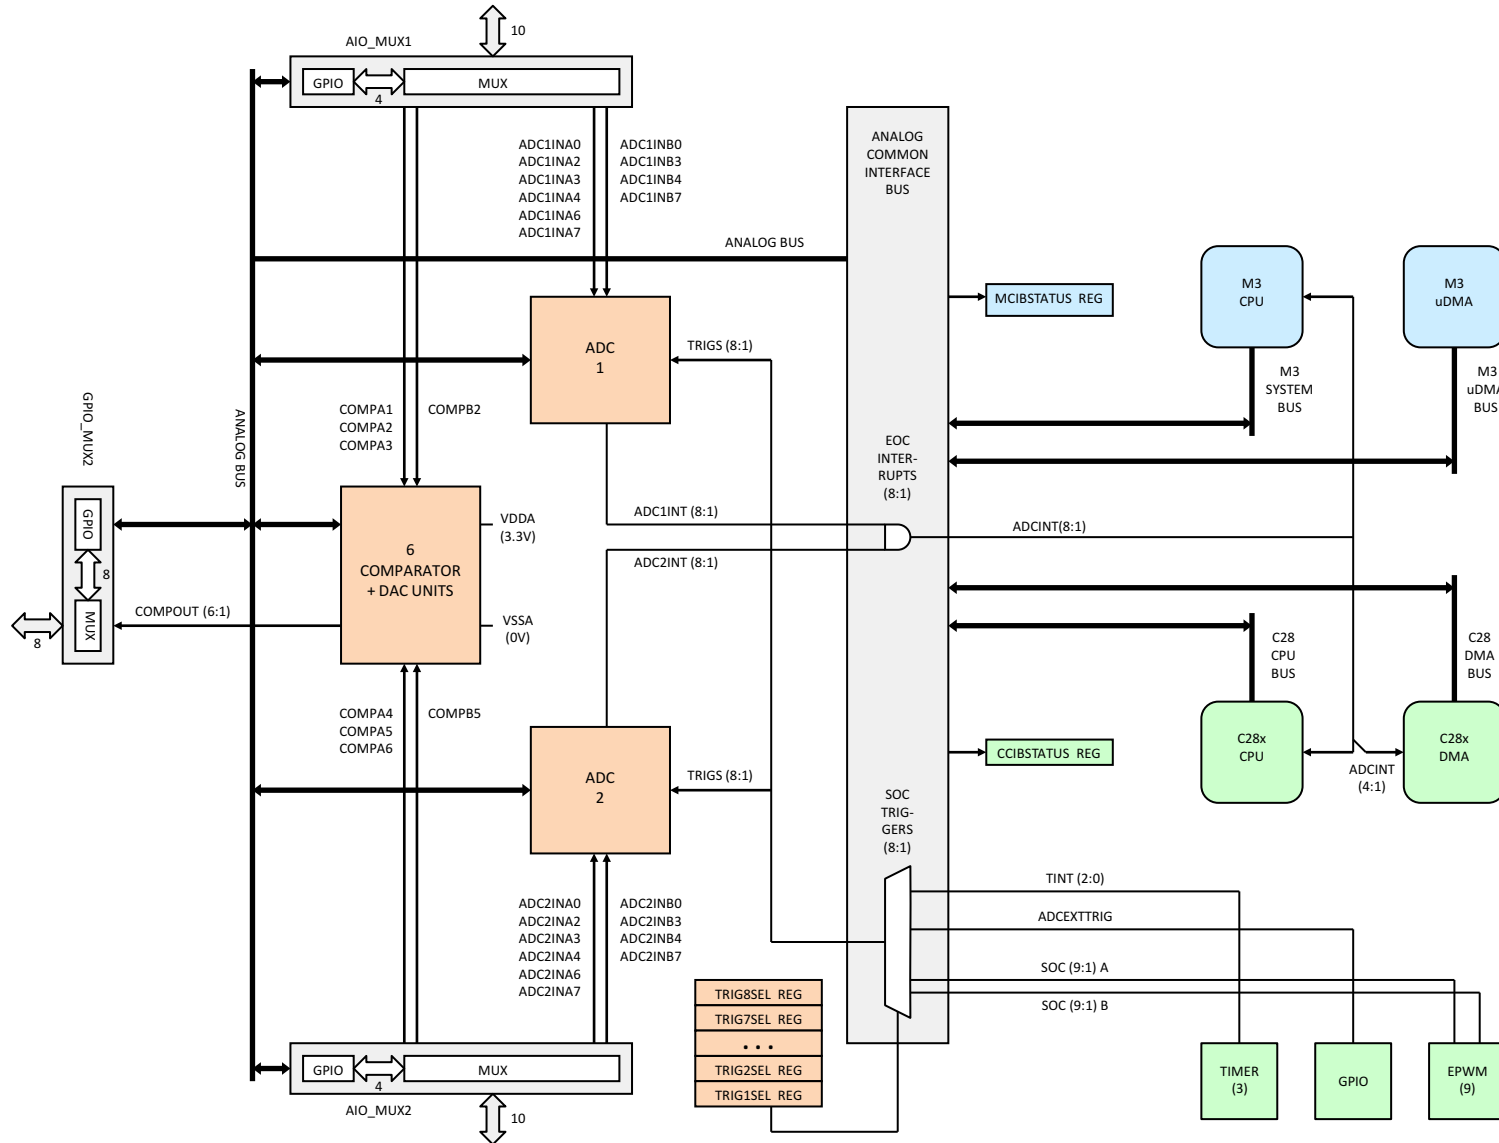 10
AIO_MUX1
GPIO
4
MUX
ADC1INA0
ADC1INA2
ADC1INA3
ADC1INA4
ADC1INA6
ADC1INA7
ADC1INB0
ADC1INB3
ADC1INB4
ADC1INB7
ANALOG
COMMON
INTERFACE
BUS
ANALOG BUS
MCIBSTATUS REG
M3
CPU
M3
uDMA
ADC
1
TRIGS (8:1)
M3
SYSTEM
BUS
M3
uDMA
BUS
GPIO_MUX2
ANALOG BUS
COMPA1
COMPA2
COMPA3
COMPB2
EOC
INTER-
RUPTS
(8:1)
GPIO
8
MUX
8
COMPOUT (6:1)
6
COMPARATOR
+ DAC UNITS
VDDA
(3.3V)
VSSA
(0V)
ADC1INT (8:1)
ADC2INT (8:1)
ADCINT(8:1)
C28
CPU
BUS
C28
DMA
BUS
COMPA4
COMPA5
COMPA6
COMPB5
ADC
2
TRIGS (8:1)
CCIBSTATUS REG
C28x
CPU
ADCINT
(4:1)
C28x
DMA
SOC
TRIG-
GERS
(8:1)
ADC2INA0
ADC2INA2
ADC2INA3
ADC2INA4
ADC2INA6
ADC2INA7
ADC2INB0
ADC2INB3
ADC2INB4
ADC2INB7
TINT (2:0)
ADCEXTTRIG
SOC (9:1) A
SOC (9:1) B
TRIG8SEL REG
TRIG7SEL REG
. . .
TRIG2SEL REG
TRIG1SEL REG
GPIO
4
MUX
AIO_MUX2
10
TIMER
(3)
GPIO
EPWM
(9)